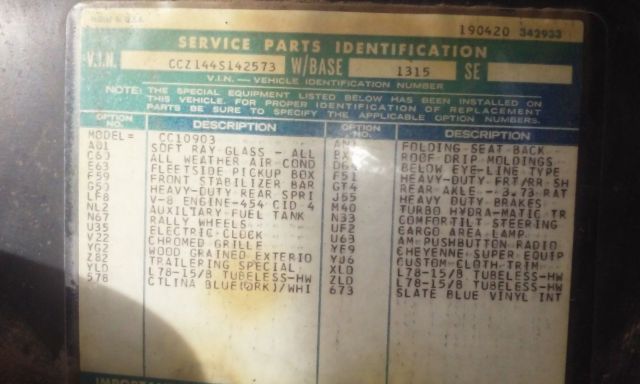 190420 342933
SERVICE PARTS IDENTIFICATION
V.I.N. CCZ144S142573 W/BASE 1315 SE
V.I.N. — VEHICLE IDENTIFICATION NUMBER
NOTE: THE SPECIAL EQUIPMENT LISTED BELOW HAS BEEN INSTALLED ON
THIS VEHICLE. FOR PROPER IDENTIFICATION OF REPLACEMENT
PARTS BE SURE TO SPECIFY THE APPLICABLE OPTION NUMBERS.
OPTION NO. DESCRIPTION OPTION NO. DESCRIPTION
MODEL= CC10903
A01 SOFT RAY GLASS - ALL FOLDING SEAT BACK
C60 ALL WEATHER AIR COND ROOF DRIP MOLDINGS
E63 FLEETSIDE PICKUP BOX BELOW EYE-LINE TYPE
F59 FRONT STABILIZER BAR F51 HEAVY-DUTY FRT/RR SH
G50 HEAVY-DUTY REAR SPRI GT4 REAR AXLE - 3.73 RAT
LF8 V-8 ENGINE-454 CID 4 J55 HEAVY DUTY BRAKES
NL2 AUXILIARY FUEL TANK M40 TURBO HYDRA-MATIC TR
N67 RALLY WHEELS N33 COMFORTILT STEERING
U35 ELECTRIC CLOCK UF2 CARGO AREA LAMP
V22 CHROMED GRILLE U63 AM PUSHBUTTON RADIO
YG2 WOOD GRAINED EXTERIO YF9 CHEYENNE SUPER EQUIP
Z82 TRAILERING SPECIAL YJ6 CUSTOM CLOTH TRIM
YLD L78-15/B TUBELESS-HW XLD L78-15/B TUBELESS-HW
578 CTLINA BLUE(DRK)/WHI ZLD L78-15/B TUBELESS-HW
673 SLATE BLUE VINYL INT